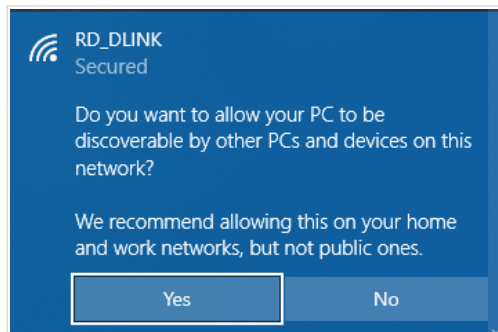 RD_DLINK
Secured
Do you want to allow your PC to be
discoverable by other PCs and devices on this
network?
We recommend allowing this on your home
and work networks, but not public ones.
Yes
No